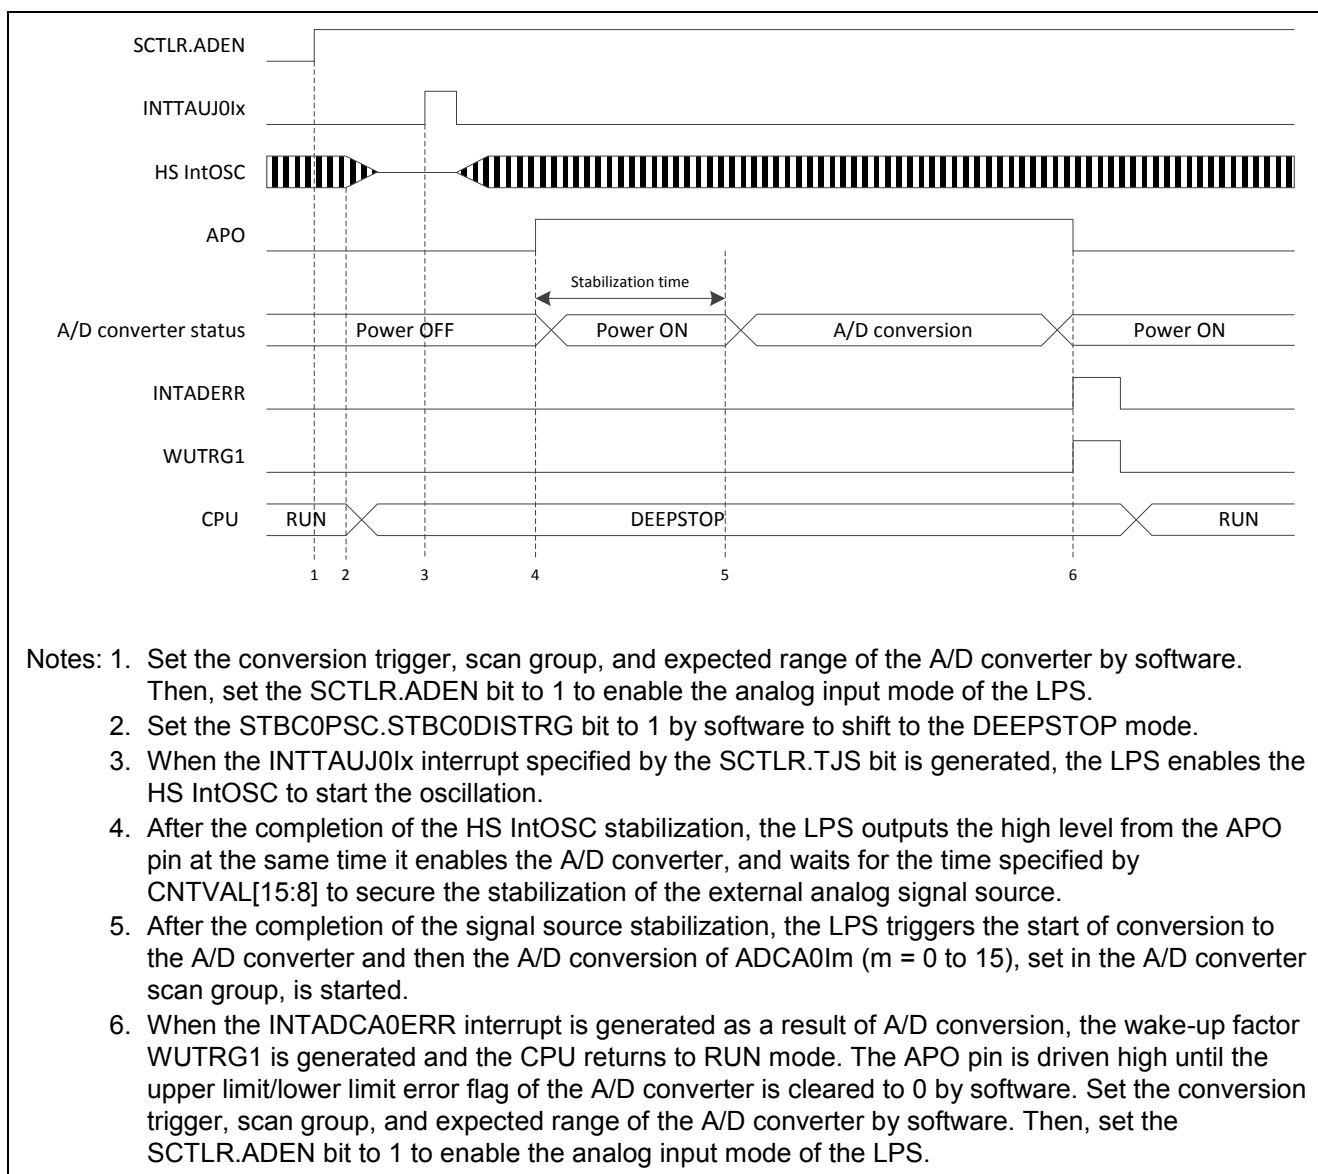 SCTLR.ADEN
INTTAUJ0Ix
HS IntOSC
APO
Stabilization time
A/D converter status Power OFF Power ON A/D conversion Power ON
INTADERR
WUTRG1
CPU RUN DEEPSTOP RUN
1 2 3 4 5 6
Notes: 1. Set the conversion trigger, scan group, and expected range of the A/D converter by software.
Then, set the SCTLR.ADEN bit to 1 to enable the analog input mode of the LPS.
2. Set the STBC0PSC.STBC0DISTRG bit to 1 by software to shift to the DEEPSTOP mode.
3. When the INTTAUJ0Ix interrupt specified by the SCTLR.TJS bit is generated, the LPS enables the
HS IntOSC to start the oscillation.
4. After the completion of the HS IntOSC stabilization, the LPS outputs the high level from the APO
pin at the same time it enables the A/D converter, and waits for the time specified by
CNTVAL[15:8] to secure the stabilization of the external analog signal source.
5. After the completion of the signal source stabilization, the LPS triggers the start of conversion to
the A/D converter and then the A/D conversion of ADCA0Im (m = 0 to 15), set in the A/D converter
scan group, is started.
6. When the INTADCA0ERR interrupt is generated as a result of A/D conversion, the wake-up factor
WUTRG1 is generated and the CPU returns to RUN mode. The APO pin is driven high until the
upper limit/lower limit error flag of the A/D converter is cleared to 0 by software. Set the conversion
trigger, scan group, and expected range of the A/D converter by software. Then, set the
SCTLR.ADEN bit to 1 to enable the analog input mode of the LPS.